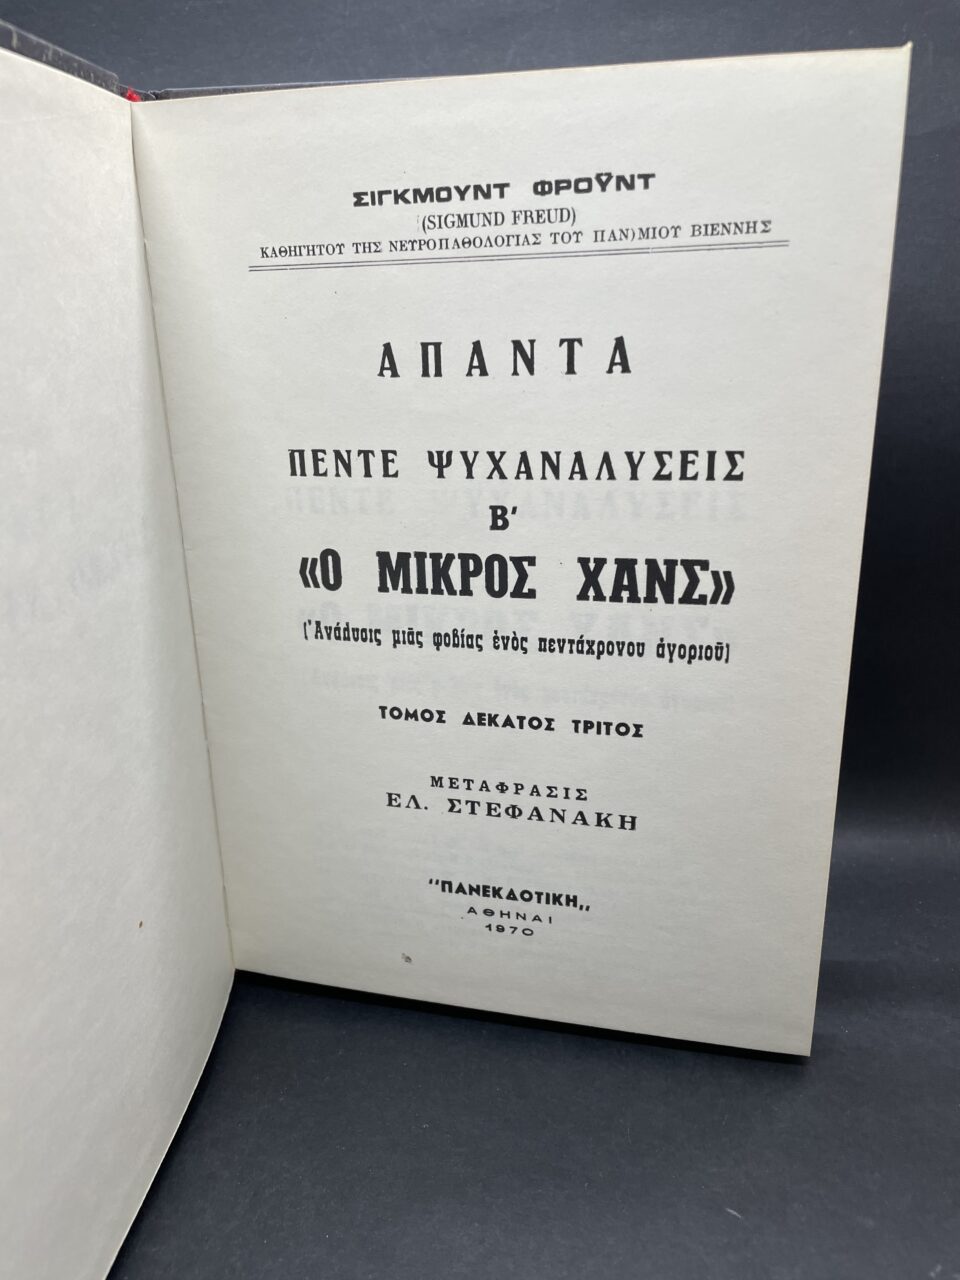 ΣΙΓΚΜΟΥΝΤ ΦΡΟΫΝΤ
(SIGMUND FREUD)
ΚΑΘΗΓΗΤΟΥ ΤΗΣ ΝΕΥΡΟΠΑΘΟΛΟΓΙΑΣ ΤΟΥ ΠΑΝ)ΜΙΟΥ ΒΙΕΝΝΗΣ
ΑΠΑΝΤΑ
ΠΕΝΤΕ ΨΥΧΑΝΑΛΥΣΕΙΣ
Β'
«Ο ΜΙΚΡΟΣ ΧΑΝΣ»
(Ἀνάλυσις μιᾶς φοβίας ἑνὸς πεντάχρονου ἀγοριοῦ)
ΤΟΜΟΣ ΔΕΚΑΤΟΣ ΤΡΙΤΟΣ
ΜΕΤΑΦΡΑΣΙΣ
ΕΛ. ΣΤΕΦΑΝΑΚΗ
"ΠΑΝΕΚΔΟΤΙΚΗ„
ΑΘΗΝΑΙ
1970